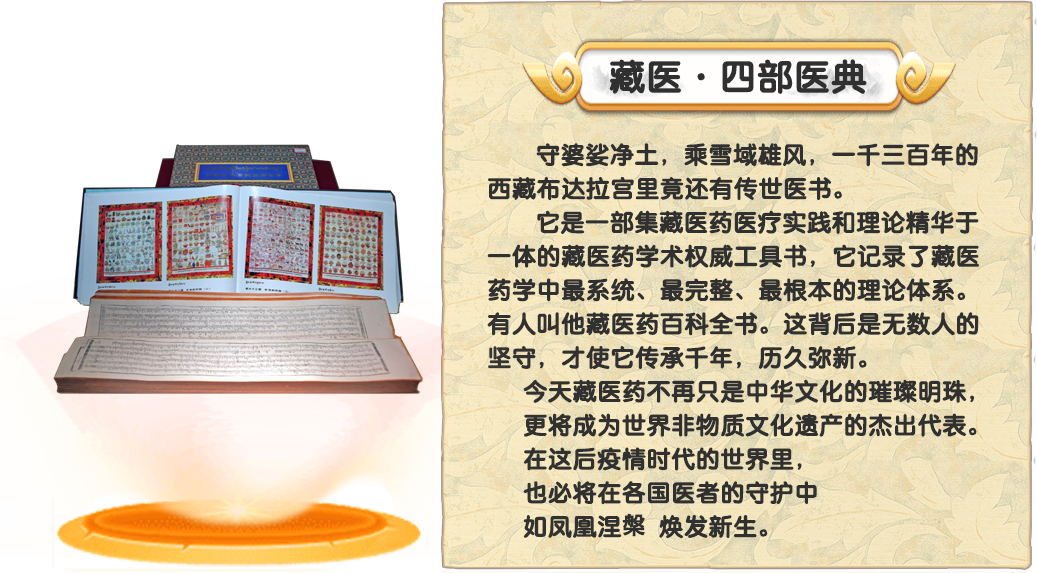 藏医·四部医典
守婆娑净土，乘雪域雄风，一千三百年的
西藏布达拉宫里竟还有传世医书。
它是一部集藏医药医疗实践和理论精华于
一体的藏医药学术权威工具书，它记录了藏医
药学中最系统、最完整、最根本的理论体系。
有人叫他藏医药百科全书。这背后是无数人的
坚守，才使它传承千年，历久弥新。
今天藏医药不再只是中华文化的璀璨明珠，
更将成为世界非物质文化遗产的杰出代表。
在这后疫情时代的世界里，
也必将在各国医者的守护中
如凤凰涅槃 焕发新生。